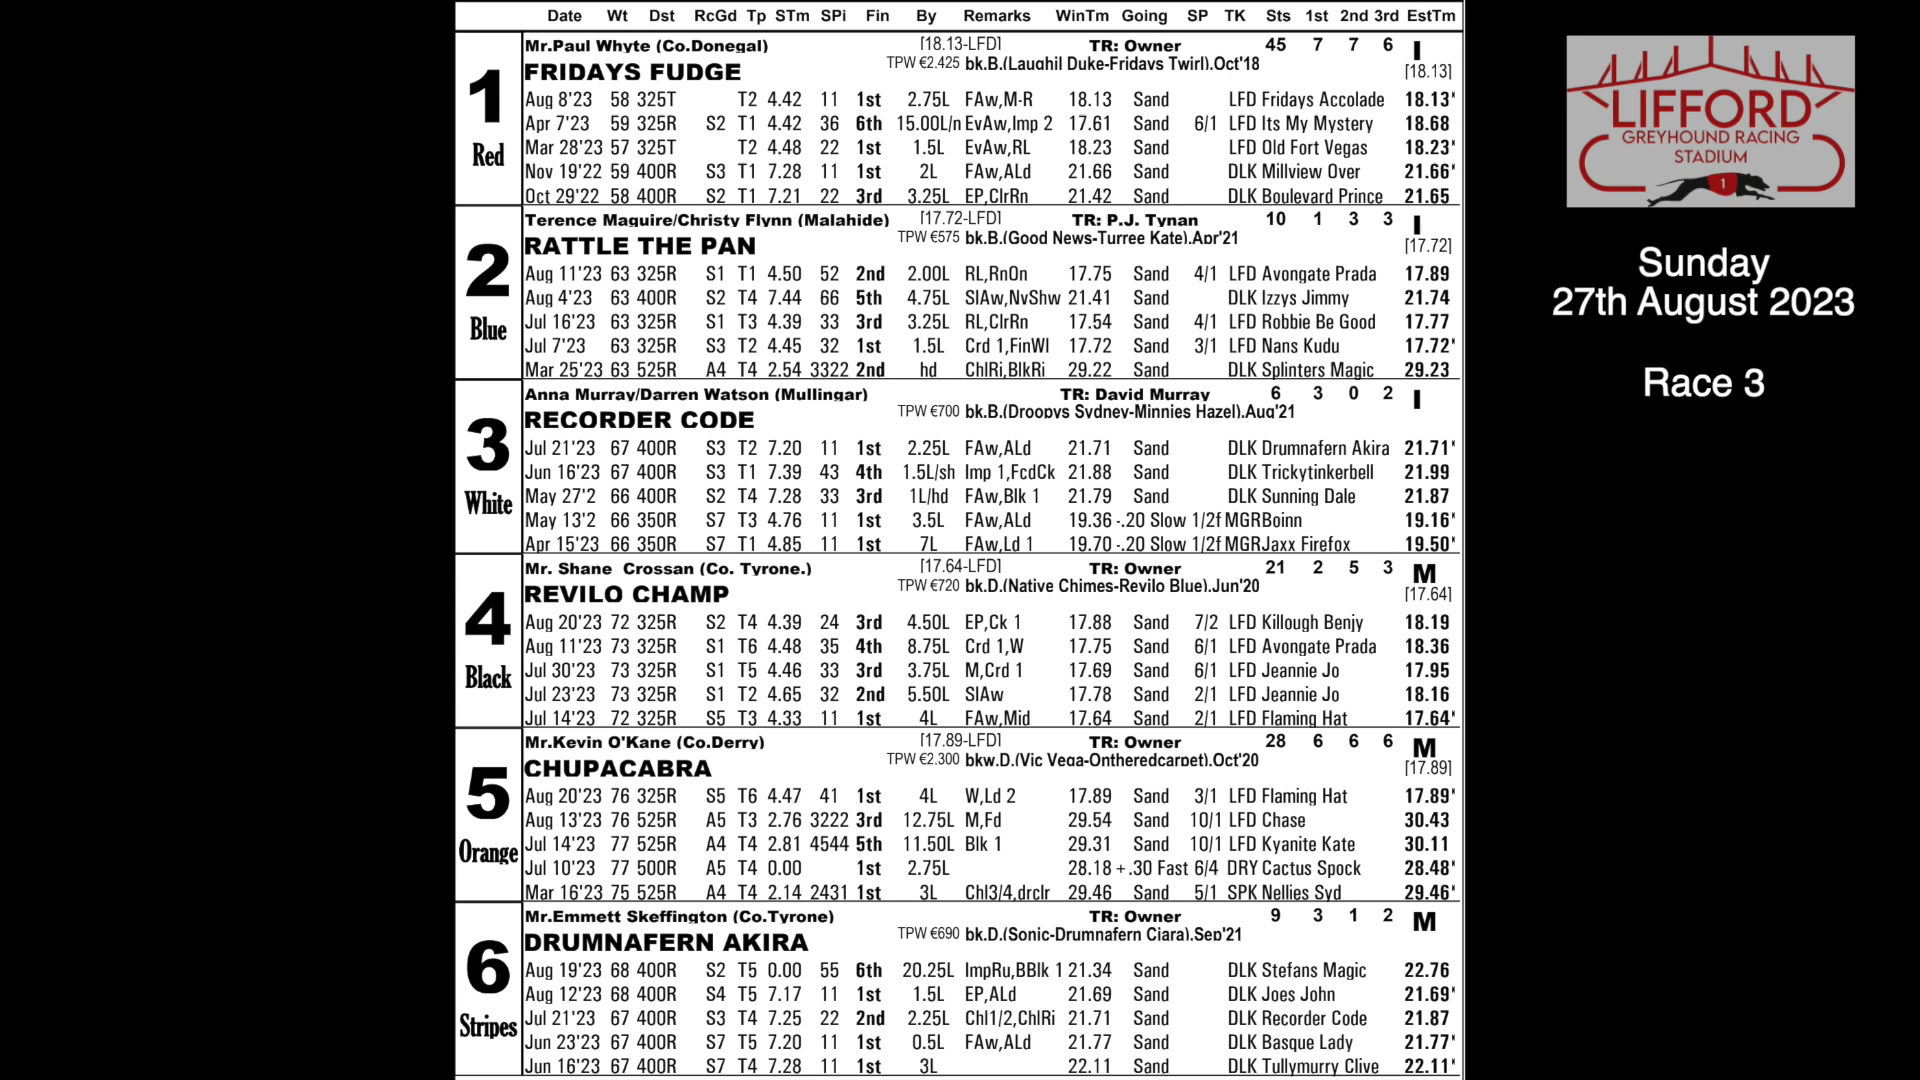 Date Wt Dst RcGd Tp STm SPi Fin By Remarks WinTm Going SP TK Sts 1st 2nd 3rd EstTm
1
Red
Mr.Paul Whyte (Co.Donegal) [18.13-LFD] TR: Owner 45 7 7 6 I
FRIDAYS FUDGE TPW €2,425 bk.B.(Laughil Duke-Fridays Twirl).Oct'18 [18.13]
Aug 8'23 58 325T T2 4.42 11 1st 2.75L FAw,M-R 18.13 Sand LFD Fridays Accolade 18.13*
Apr 7'23 59 325R S2 T1 4.42 36 6th 15.00L/n EvAw,Imp 2 17.61 Sand 6/1 LFD Its My Mystery 18.68
Mar 28'23 57 325T T2 4.48 22 1st 1.5L EvAw,RL 18.23 Sand LFD Old Fort Vegas 18.23*
Nov 19'22 59 400R S3 T1 7.28 11 1st 2L FAw,ALd 21.66 Sand DLK Millview Over 21.66*
Oct 29'22 58 400R S2 T1 7.21 22 3rd 3.25L EP,ClrRn 21.42 Sand DLK Boulevard Prince 21.65
2
Blue
Terence Maguire/Christy Flynn (Malahide) [17.72-LFD] TR: P.J. Tynan 10 1 3 3 I
RATTLE THE PAN TPW €575 bk.B.(Good News-Turree Kate).Apr'21 [17.72]
Aug 11'23 63 325R S1 T1 4.50 52 2nd 2.00L RL,RnOn 17.75 Sand 4/1 LFD Avongate Prada 17.89
Aug 4'23 63 400R S2 T4 7.44 66 5th 4.75L SlAw,NvShw 21.41 Sand DLK Izzys Jimmy 21.74
Jul 16'23 63 325R S1 T3 4.39 33 3rd 3.25L RL,ClrRn 17.54 Sand 4/1 LFD Robbie Be Good 17.77
Jul 7'23 63 325R S3 T2 4.45 32 1st 1.5L Crd 1,FinWl 17.72 Sand 3/1 LFD Nans Kudu 17.72*
Mar 25'23 63 525R A4 T4 2.54 3322 2nd hd ChlRi,BlkRi 29.22 Sand DLK Splinters Magic 29.23
3
White
Anna Murray/Darren Watson (Mullingar) TR: David Murray 6 3 0 2 I
RECORDER CODE TPW €700 bk.B.(Droopys Sydney-Minnies Hazel).Aug'21
Jul 21'23 67 400R S3 T2 7.20 11 1st 2.25L FAw,ALd 21.71 Sand DLK Drumnafern Akira 21.71*
Jun 16'23 67 400R S3 T1 7.39 43 4th 1.5L/sh Imp 1,FcdCk 21.88 Sand DLK Trickytinkerbell 21.99
May 27'2 66 400R S2 T4 7.28 33 3rd 1L/hd FAw,Blk 1 21.79 Sand DLK Sunning Dale 21.87
May 13'2 66 350R S7 T3 4.76 11 1st 3.5L FAw,ALd 19.36 -.20 Slow 1/2f MGR Boinn 19.16*
Apr 15'23 66 350R S7 T1 4.85 11 1st 7L FAw,Ld 1 19.70 -.20 Slow 1/2f MGR Jaxx Firefox 19.50*
4
Black
Mr. Shane Crossan (Co. Tyrone.) [17.64-LFD] TR: Owner 21 2 5 3 M
REVILO CHAMP TPW €720 bk.D.(Native Chimes-Revilo Blue).Jun'20 [17.64]
Aug 20'23 72 325R S2 T4 4.39 24 3rd 4.50L EP,Ck 1 17.88 Sand 7/2 LFD Killough Benjy 18.19
Aug 11'23 73 325R S1 T6 4.48 35 4th 8.75L Crd 1,W 17.75 Sand 6/1 LFD Avongate Prada 18.36
Jul 30'23 73 325R S1 T5 4.46 33 3rd 3.75L M,Crd 1 17.69 Sand 6/1 LFD Jeannie Jo 17.95
Jul 23'23 73 325R S1 T2 4.65 32 2nd 5.50L SlAw 17.78 Sand 2/1 LFD Jeannie Jo 18.16
Jul 14'23 72 325R S5 T3 4.33 11 1st 4L FAw,Mid 17.64 Sand 2/1 LFD Flaming Hat 17.64*
5
Orange
Mr.Kevin O'Kane (Co.Derry) [17.89-LFD] TR: Owner 28 6 6 6 M
CHUPACABRA TPW €2,300 bkw.D.(Vic Vega-Ontheredcarpet).Oct'20 [17.89]
Aug 20'23 76 325R S5 T6 4.47 41 1st 4L W,Ld 2 17.89 Sand 3/1 LFD Flaming Hat 17.89*
Aug 13'23 76 525R A5 T3 2.76 3222 3rd 12.75L M,Fd 29.54 Sand 10/1 LFD Chase 30.43
Jul 14'23 77 525R A4 T4 2.81 4544 5th 11.50L Blk 1 29.31 Sand 10/1 LFD Kyanite Kate 30.11
Jul 10'23 77 500R A5 T4 0.00 1st 2.75L 28.18 +.30 Fast 6/4 DRY Cactus Spock 28.48*
Mar 16'23 75 525R A4 T4 2.14 2431 1st 3L Chl3/4,drclr 29.46 Sand 5/1 SPK Nellies Syd 29.46*
6
Stripes
Mr.Emmett Skeffington (Co.Tyrone) TR: Owner 9 3 1 2 M
DRUMNAFERN AKIRA TPW €690 bk.D.(Sonic-Drumnafern Ciara).Sep'21
Aug 19'23 68 400R S2 T5 0.00 55 6th 20.25L ImpRu,BBlk 1 21.34 Sand DLK Stefans Magic 22.76
Aug 12'23 68 400R S4 T5 7.17 11 1st 1.5L EP,ALd 21.69 Sand DLK Joes John 21.69*
Jul 21'23 67 400R S3 T4 7.25 22 2nd 2.25L Chl1/2,ChlRi 21.71 Sand DLK Recorder Code 21.87
Jun 23'23 67 400R S7 T5 7.20 11 1st 0.5L FAw,ALd 21.77 Sand DLK Basque Lady 21.77*
Jun 16'23 67 400R S7 T4 7.28 11 1st 3L 22.11 Sand DLK Tullymurry Clive 22.11*
LIFFORD
GREYHOUND RACING
STADIUM
1
Sunday
27th August 2023
Race 3